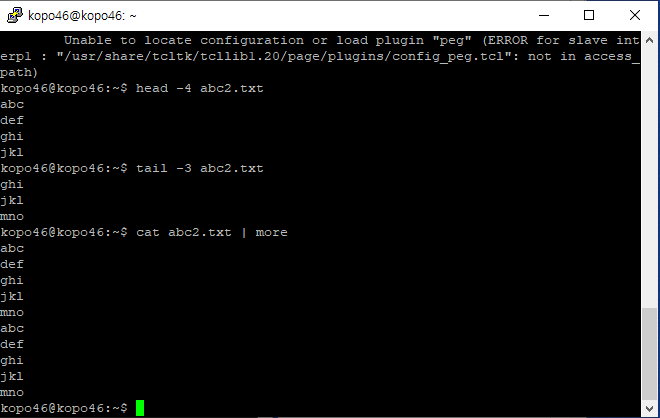 kopo46@kopo46: ~
Unable to locate configuration or load plugin "peg" (ERROR for slave int
erp1 : "/usr/share/tcltk/tcllib1.20/page/plugins/config_peg.tcl": not in access_
path)
kopo46@kopo46:~$ head -4 abc2.txt
abc
def
ghi
jkl
kopo46@kopo46:~$ tail -3 abc2.txt
ghi
jkl
mno
kopo46@kopo46:~$ cat abc2.txt | more
abc
def
ghi
jkl
mno
abc
def
ghi
jkl
mno
kopo46@kopo46:~$